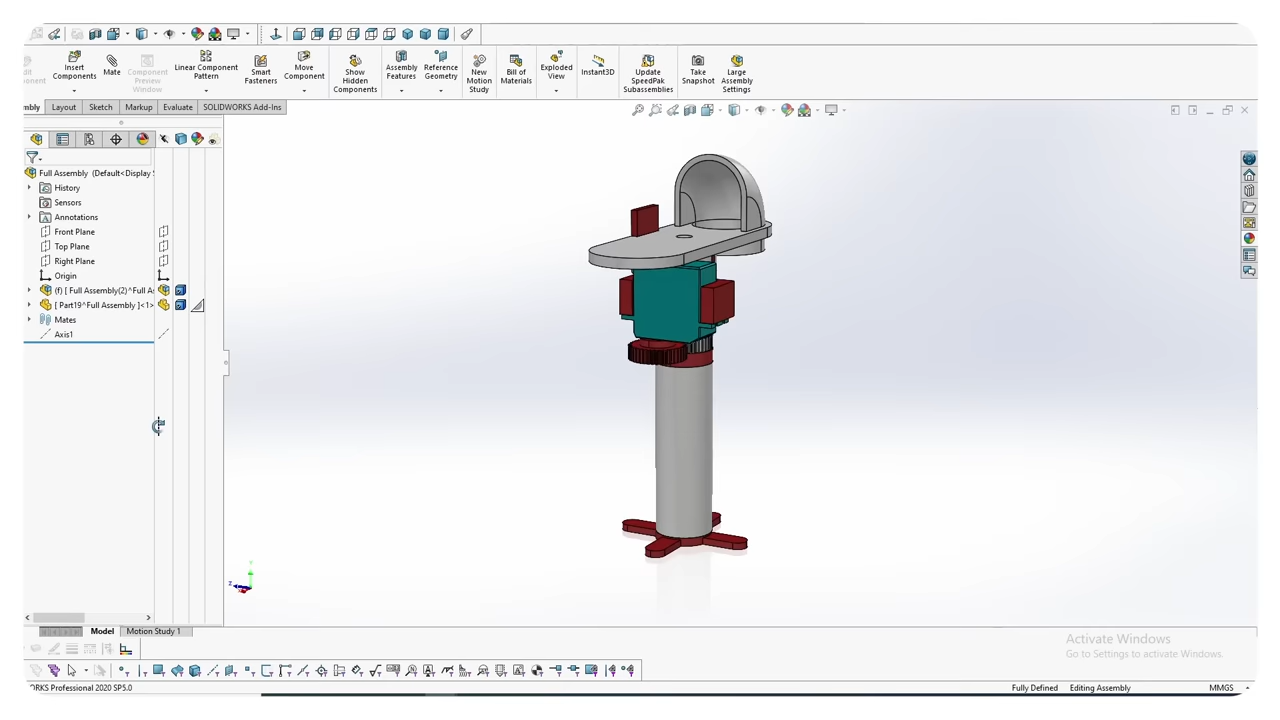 Insert Components
Mate
Component Preview Window
Linear Component Pattern
Smart Fasteners
Move Component
Show Hidden Components
Assembly Features
Reference Geometry
New Motion Study
Bill of Materials
Exploded View
Instant3D
Update SpeedPak Subassemblies
Take Snapshot
Large Assembly Settings
mbly Layout Sketch Markup Evaluate SOLIDWORKS Add-Ins
Full Assembly (Default<Display
History
Sensors
Annotations
Front Plane
Top Plane
Right Plane
Origin
(f) [ Full Assembly(2)^Full A
[ Part19^Full Assembly ]<1>
Mates
Axis1
Z
Model Motion Study 1
Activate Windows
Go to Settings to activate Windows.
ORKS Professional 2020 SP5.0
Fully Defined Editing Assembly MMGS